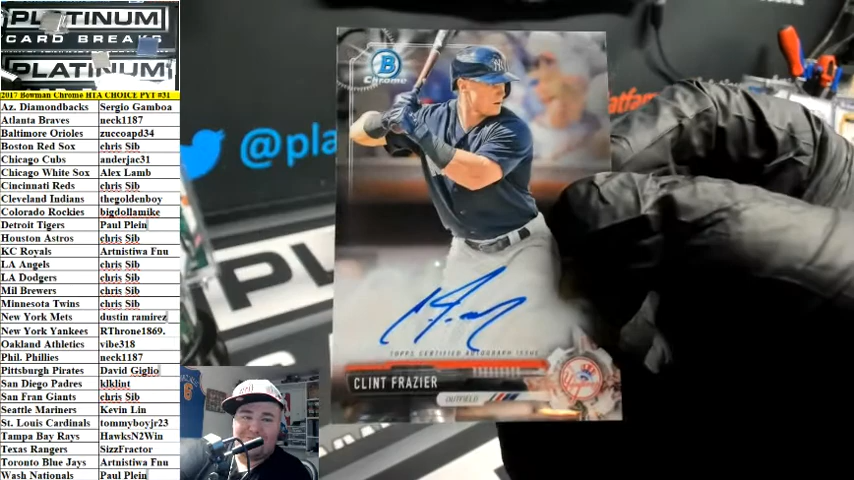 PLATINUM
CARD BREAKS
PLATINUM
2017 Bowman Chrome HTA CHOICE PYT #31
Az. Diamondbacks Sergio Gamboa
Atlanta Braves neck1187
Baltimore Orioles zuccoapd34
Boston Red Sox chris Sib
Chicago Cubs anderjac31
Chicago White Sox Alex Lamb
Cincinnati Reds chris Sib
Cleveland Indians thegoldenboy
Colorado Rockies bigdollamike
Detroit Tigers Paul Plein
Houston Astros chris Sib
KC Royals Artnistiwa Fnu
LA Angels chris Sib
LA Dodgers chris Sib
Mil Brewers chris Sib
Minnesota Twins chris Sib
New York Mets dustin ramirez
New York Yankees RThrone1869.
Oakland Athletics vibe318
Phil. Phillies neck1187
Pittsburgh Pirates David Giglio
San Diego Padres klklint
San Fran Giants chris Sib
Seattle Mariners Kevin Lin
St. Louis Cardinals tommyboyjr23
Tampa Bay Rays HawksN2Win
Texas Rangers SizzFractor
Toronto Blue Jays Artnistiwa Fnu
Wash Nationals Paul Plein
@pla
B
Chrome
TOPPS CERTIFIED AUTOGRAPH ISSUE
CLINT FRAZIER
OUTFIELD